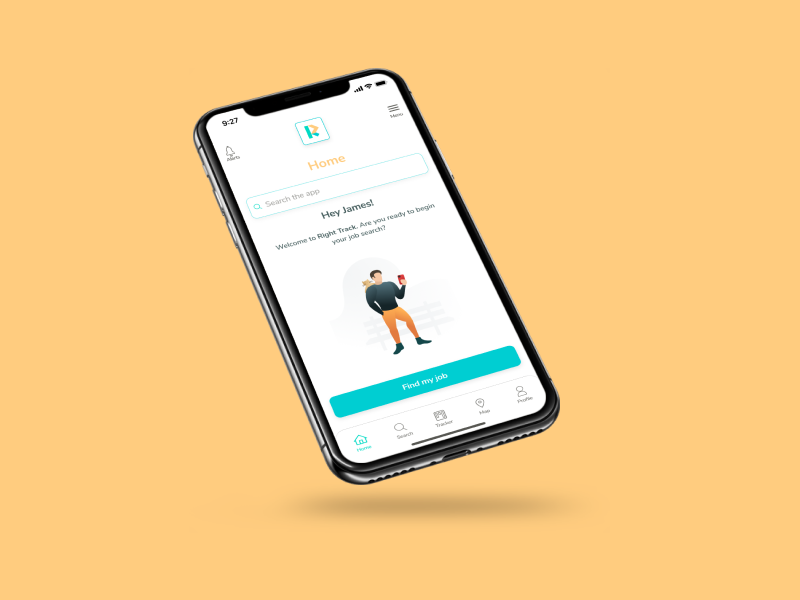 9:27
Alerts
R
Menu
Home
Search the app
Hey James!
Welcome to Right Track. Are you ready to begin
your job search?
Find my job
Home
Search
Tracker
Map
Profile